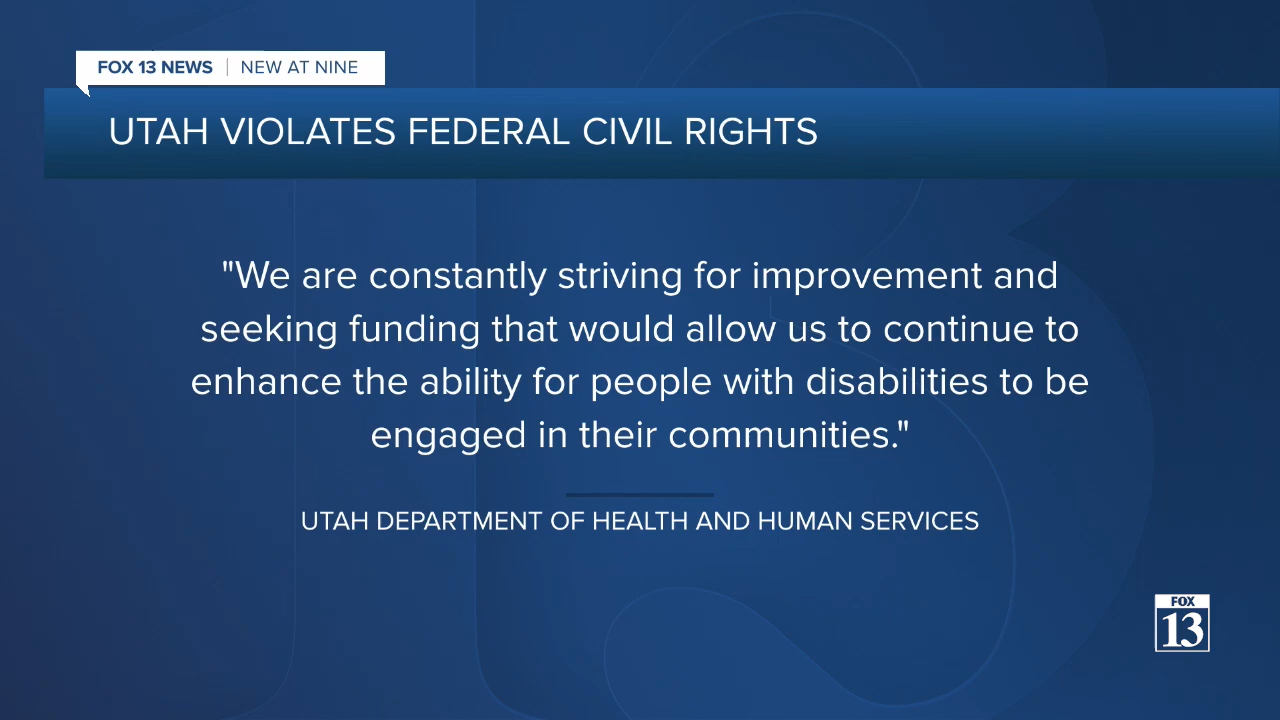 FOX 13 NEWS | NEW AT NINE
UTAH VIOLATES FEDERAL CIVIL RIGHTS
"We are constantly striving for improvement and
seeking funding that would allow us to continue to
enhance the ability for people with disabilities to be
engaged in their communities."
UTAH DEPARTMENT OF HEALTH AND HUMAN SERVICES
FOX
13